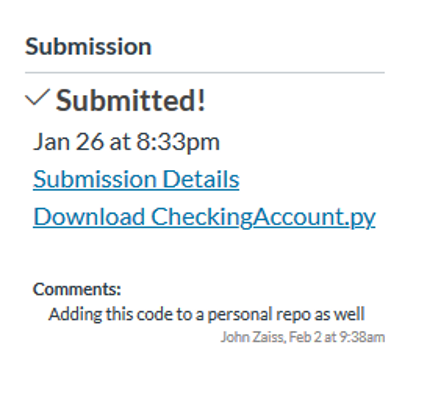 Submission
Submitted!
Jan 26 at 8:33pm
Submission Details
Download CheckingAccount.py
Comments:
Adding this code to a personal repo as well
John Zaiss, Feb 2 at 9:38am